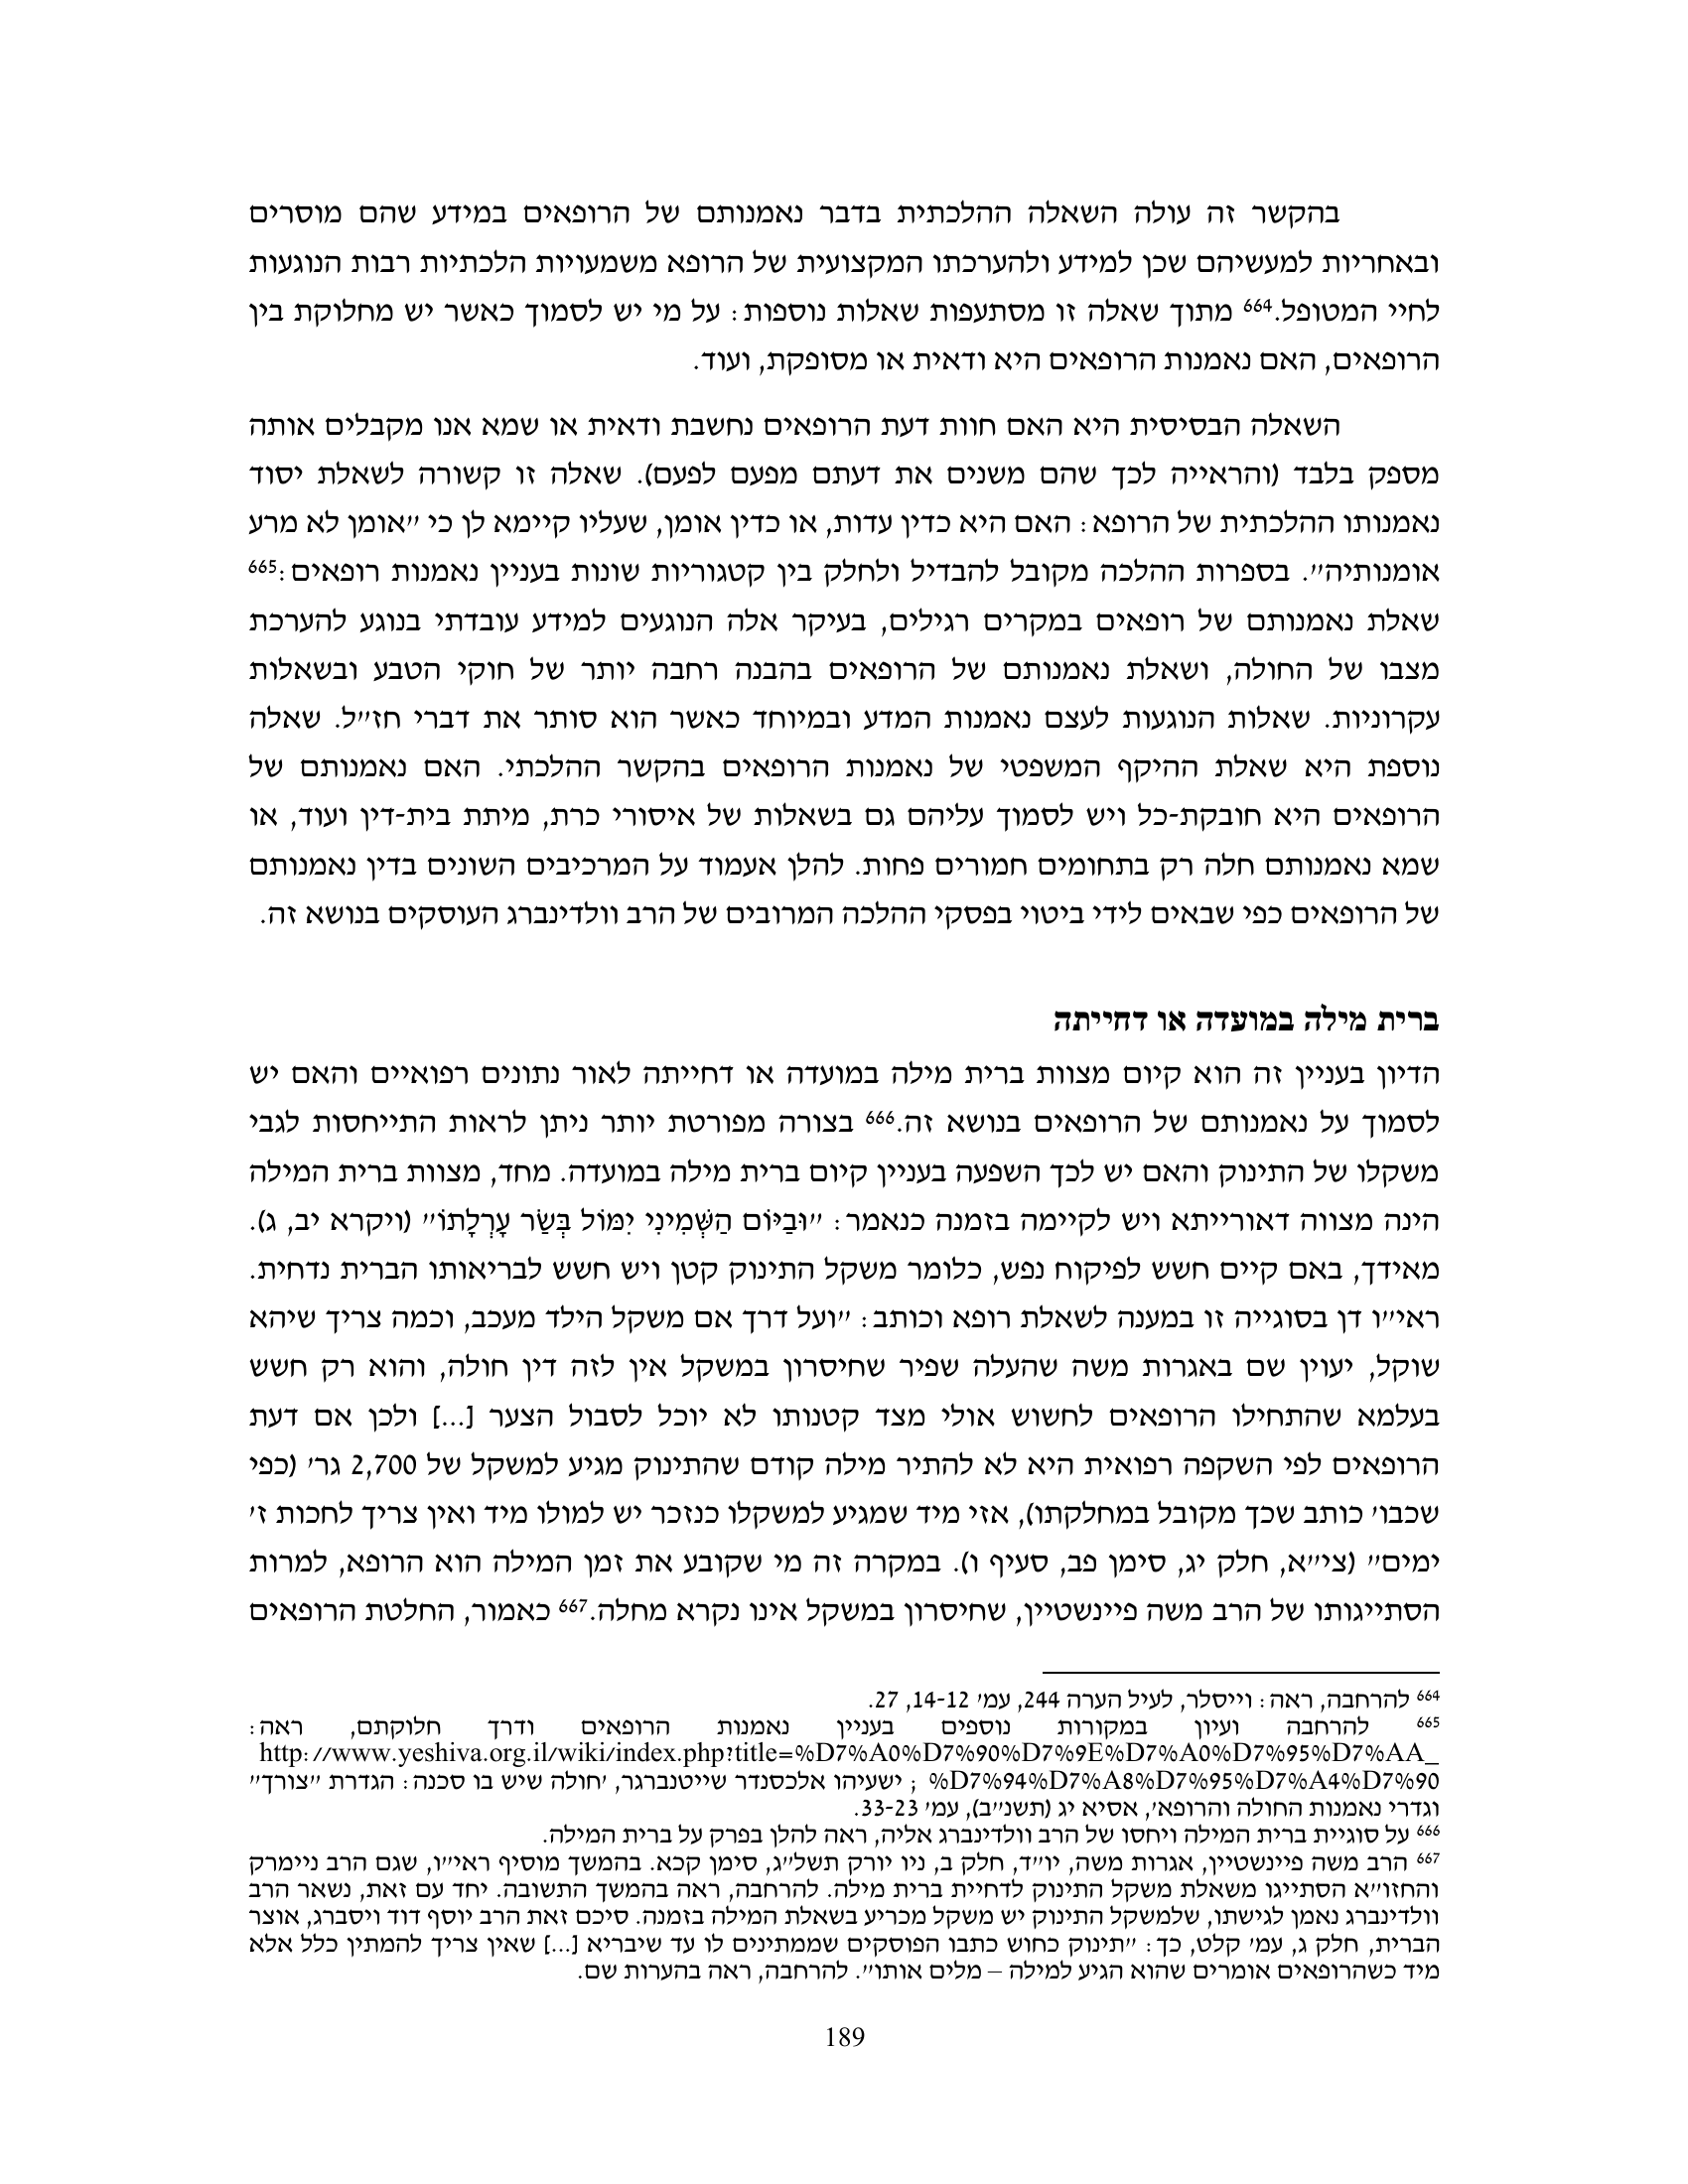 בהקשר זה עולה השאלה ההלכתית בדבר נאמנותם של הרופאים במידע שהם מוסרים
ובאחריות למעשיהם שכן למידע ולהערכתו המקצועית של הרופא משמעויות הלכתיות רבות הנוגעות
לחיי המטופל.664 מתוך שאלה זו מסתעפות שאלות נוספות: על מי יש לסמוך כאשר יש מחלוקת בין
הרופאים, האם נאמנות הרופאים היא ודאית או מסופקת, ועוד.
השאלה הבסיסית היא האם חוות דעת הרופאים נחשבת ודאית או שמא אנו מקבלים אותה
מספק בלבד (והראייה לכך שהם משנים את דעתם מפעם לפעם). שאלה זו קשורה לשאלת יסוד
נאמנותו ההלכתית של הרופא: האם היא כדין עדות, או כדין אומן, שעליו קיימא לן כי "אומן לא מרע
אומנותיה". בספרות ההלכה מקובל להבדיל ולחלק בין קטגוריות שונות בעניין נאמנות רופאים:665
שאלת נאמנותם של רופאים במקרים רגילים, בעיקר אלה הנוגעים למידע עובדתי בנוגע להערכת
מצבו של החולה, ושאלת נאמנותם של הרופאים בהבנה רחבה יותר של חוקי הטבע ובשאלות
עקרוניות. שאלות הנוגעות לעצם נאמנות המדע ובמיוחד כאשר הוא סותר את דברי חז"ל. שאלה
נוספת היא שאלת ההיקף המשפטי של נאמנות הרופאים בהקשר ההלכתי. האם נאמנותם של
הרופאים היא חובקת-כל ויש לסמוך עליהם גם בשאלות של איסורי כרת, מיתת בית-דין ועוד, או
שמא נאמנותם חלה רק בתחומים חמורים פחות. להלן אעמוד על המרכיבים השונים בדין נאמנותם
של הרופאים כפי שבאים לידי ביטוי בפסקי ההלכה המרובים של הרב וולדינברג העוסקים בנושא זה.
ברית מילה במועדה או דחייתה
הדיון בעניין זה הוא קיום מצוות ברית מילה במועדה או דחייתה לאור נתונים רפואיים והאם יש
לסמוך על נאמנותם של הרופאים בנושא זה.666 בצורה מפורטת יותר ניתן לראות התייחסות לגבי
משקלו של התינוק והאם יש לכך השפעה בעניין קיום ברית מילה במועדה. מחד, מצוות ברית המילה
הינה מצווה דאורייתא ויש לקיימה בזמנה כנאמר: "וּבַיּוֹם הַשְּׁמִינִי יִמּוֹל בְּשַׂר עָרְלָתוֹ" (ויקרא יב, ג).
מאידך, באם קיים חשש לפיקוח נפש, כלומר משקל התינוק קטן ויש חשש לבריאותו הברית נדחית.
ראי"ו דן בסוגייה זו במענה לשאלת רופא וכותב: "ועל דרך אם משקל הילד מעכב, וכמה צריך שיהא
שוקל, יעוין שם באגרות משה שהעלה שפיר שחיסרון במשקל אין לזה דין חולה, והוא רק חשש
בעלמא שהתחילו הרופאים לחשוש אולי מצד קטנותו לא יוכל לסבול הצער [...] ולכן אם דעת
הרופאים לפי השקפה רפואית היא לא להתיר מילה קודם שהתינוק מגיע למשקל של 2,700 גר' (כפי
שכבו' כותב שכך מקובל במחלקתו), אזי מיד שמגיע למשקלו כנזכר יש למולו מיד ואין צריך לחכות ז'
ימים" (צי"א, חלק יג, סימן פב, סעיף ו). במקרה זה מי שקובע את זמן המילה הוא הרופא, למרות
הסתייגותו של הרב משה פיינשטיין, שחיסרון במשקל אינו נקרא מחלה.667 כאמור, החלטת הרופאים
664 להרחבה, ראה: וייסלר, לעיל הערה 244, עמ' 14-12, 27.
665 להרחבה ועיון במקורות נוספים בעניין נאמנות הרופאים ודרך חלוקתם, ראה:
http://www.yeshiva.org.il/wiki/index.php?title=%D7%A0%D7%90%D7%9E%D7%A0%D7%95%D7%AA_
%D7%94%D7%A8%D7%95%D7%A4%D7%90 ; ישעיהו אלכסנדר שייטנברגר, 'חולה שיש בו סכנה: הגדרת "צורך"
וגדרי נאמנות החולה והרופא', אסיא יג (תשנ"ב), עמ' 33-23.
666 על סוגיית ברית המילה ויחסו של הרב וולדינברג אליה, ראה להלן בפרק על ברית המילה.
667 הרב משה פיינשטיין, אגרות משה, יו"ד, חלק ב, ניו יורק תשל"ג, סימן קכא. בהמשך מוסיף ראי"ו, שגם הרב ניימרק
והחזו"א הסתייגו משאלת משקל התינוק לדחיית ברית מילה. להרחבה, ראה בהמשך התשובה. יחד עם זאת, נשאר הרב
וולדינברג נאמן לגישתו, שלמשקל התינוק יש משקל מכריע בשאלת המילה בזמנה. סיכם זאת הרב יוסף דוד ויסברג, אוצר
הברית, חלק ג, עמ' קלט, כך: "תינוק כחוש כתבו הפוסקים שממתינים לו עד שיבריא [...] שאין צריך להמתין כלל אלא
מיד כשהרופאים אומרים שהוא הגיע למילה – מלים אותו". להרחבה, ראה בהערות שם.
189